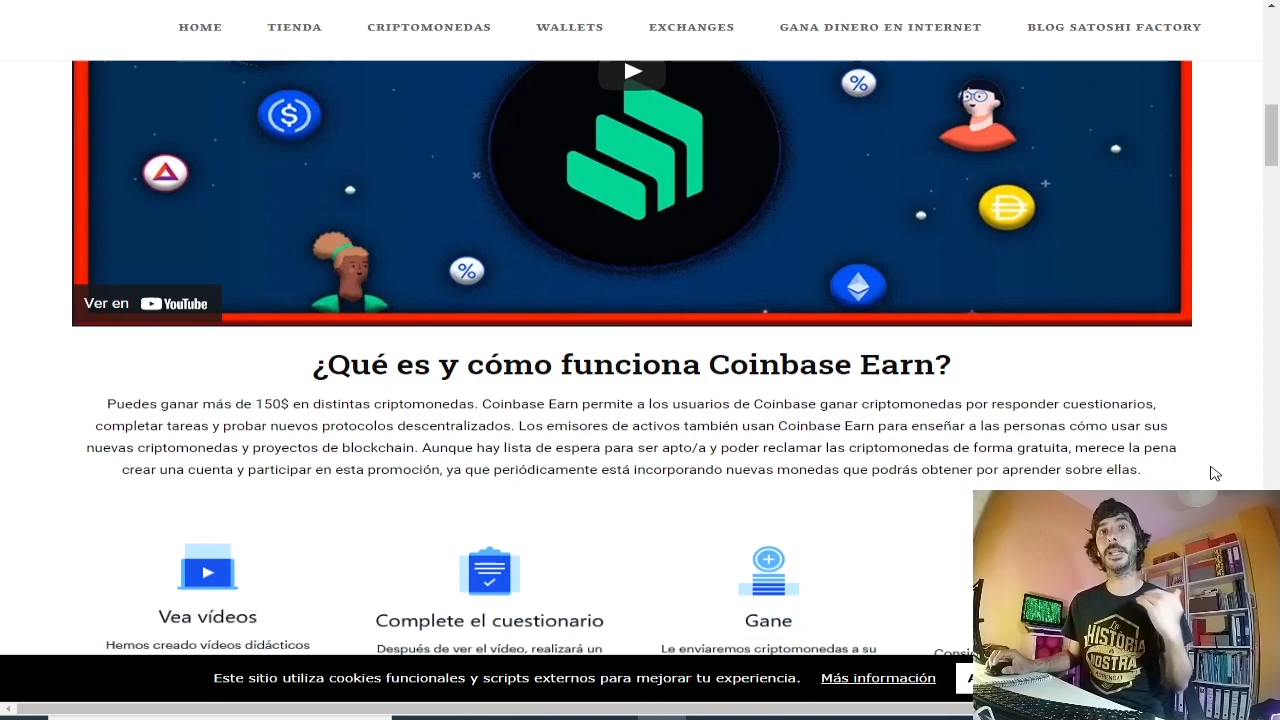 HOME TIENDA CRIPTOMONEDAS WALLETS EXCHANGES GANA DINERO EN INTERNET BLOG SATOSHI FACTORY
Ver en YouTube
¿Qué es y cómo funciona Coinbase Earn?
Puedes ganar más de 150$ en distintas criptomonedas. Coinbase Earn permite a los usuarios de Coinbase ganar criptomonedas por responder cuestionarios,
completar tareas y probar nuevos protocolos descentralizados. Los emisores de activos también usan Coinbase Earn para enseñar a las personas cómo usar sus
nuevas criptomonedas y proyectos de blockchain. Aunque hay lista de espera para ser apto/a y poder reclamar las criptomonedas de forma gratuita, merece la pena
crear una cuenta y participar en esta promoción, ya que periódicamente está incorporando nuevas monedas que podrás obtener por aprender sobre ellas.
Vea vídeos
Complete el cuestionario
Gane
Hemos creado vídeos didácticos
Después de ver el vídeo, realizará un
Le enviaremos criptomonedas a su
Este sitio utiliza cookies funcionales y scripts externos para mejorar tu experiencia. Más información
La
HISTORIA
NOSTRA